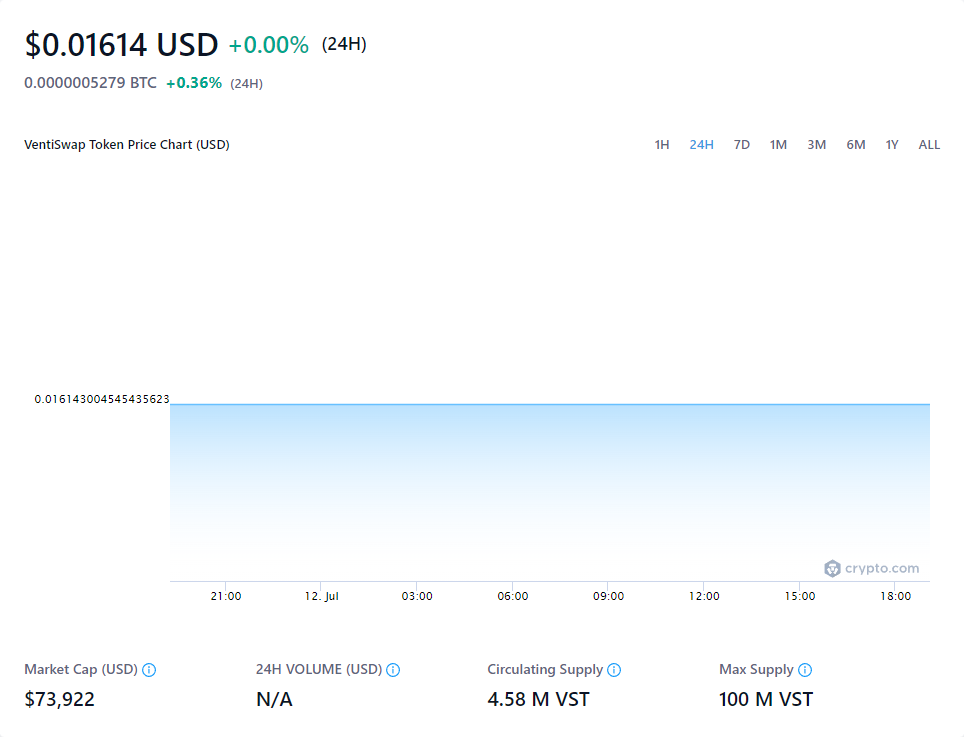 $0.01614 USD +0.00% (24H)
0.0000005279 BTC +0.36% (24H)
VentiSwap Token Price Chart (USD) 1H 24H 7D 1M 3M 6M 1Y ALL
0.016143004545435623
crypto.com
21:00 12. Jul 03:00 06:00 09:00 12:00 15:00 18:00
Market Cap (USD) 24H VOLUME (USD) Circulating Supply Max Supply
$73,922 N/A 4.58 M VST 100 M VST